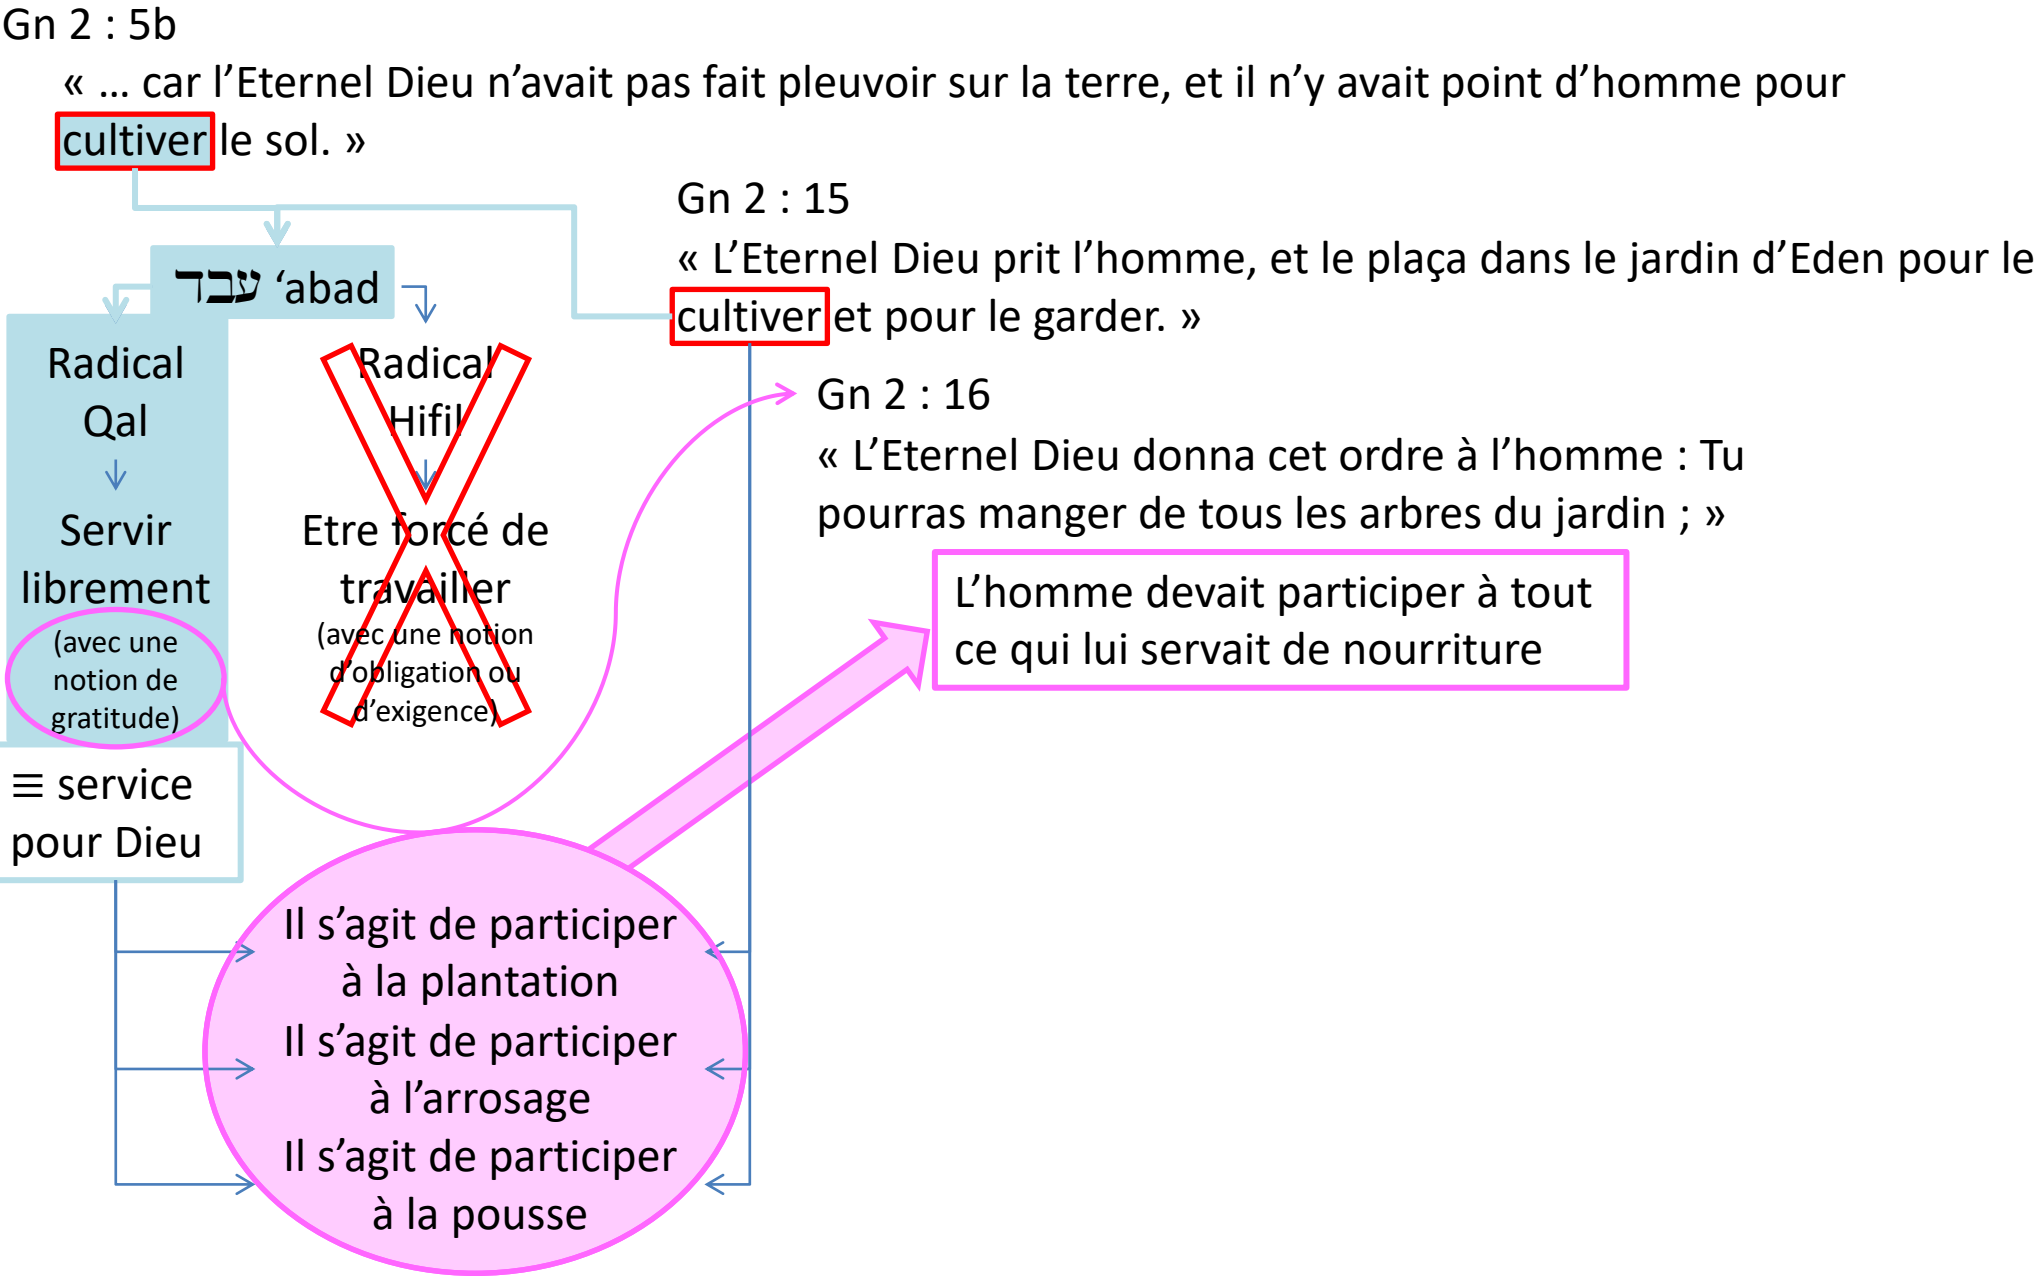 Gn 2 : 5b
« … car l’Eternel Dieu n’avait pas fait pleuvoir sur la terre, et il n’y avait point d’homme pour
cultiver le sol. »
Gn 2 : 15
« L’Eternel Dieu prit l’homme, et le plaça dans le jardin d’Eden pour le
cultiver et pour le garder. »
עבד ‘abad
Radical
Qal
Servir
librement
(avec une
notion de
gratitude)
≡ service
pour Dieu
Radical
Hifil
Etre forcé de
travailler
(avec une notion
d’obligation ou
d’exigence)
Gn 2 : 16
« L’Eternel Dieu donna cet ordre à l’homme : Tu
pourras manger de tous les arbres du jardin ; »
L’homme devait participer à tout
ce qui lui servait de nourriture
Il s’agit de participer
à la plantation
Il s’agit de participer
à l’arrosage
Il s’agit de participer
à la pousse